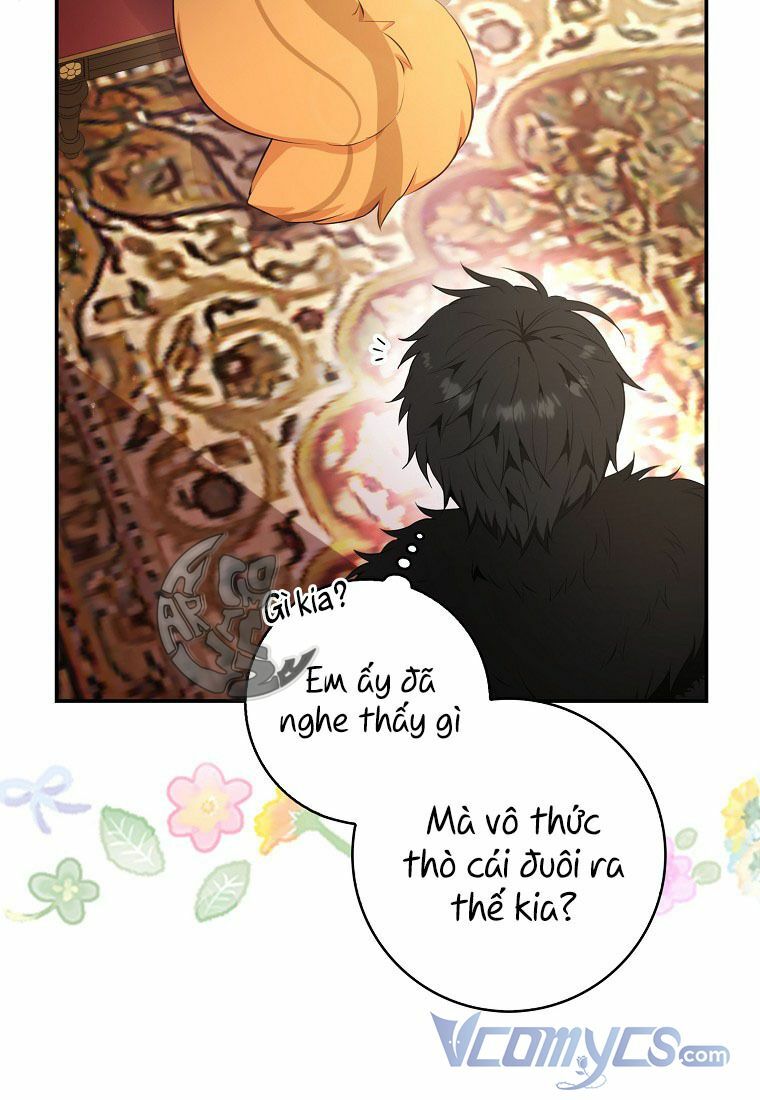 Gì kia?
Em ấy đã
nghe thấy gì
Mà vô thức
thò cái đuôi ra
thế kia?
Vcomycs.com